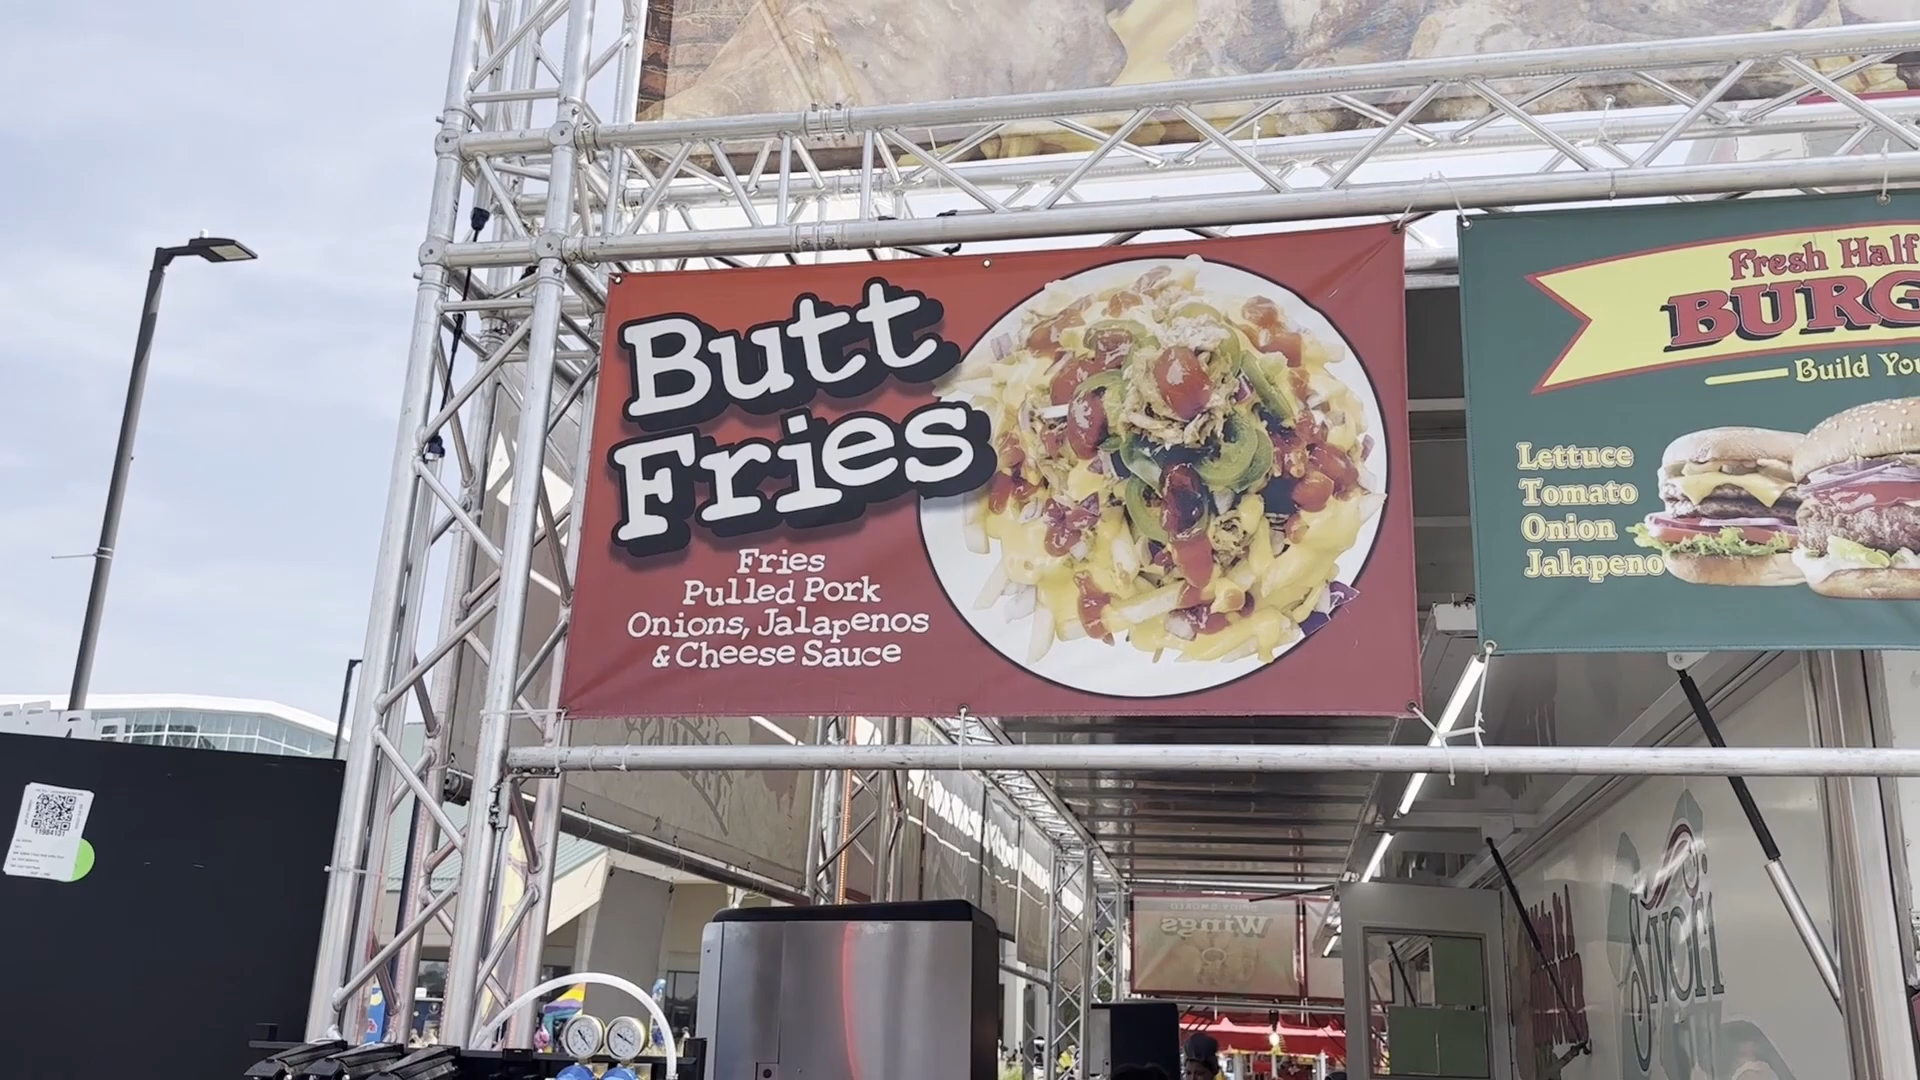 Butt
Fries
Fries
Pulled Pork
Onions, Jalapenos
& Cheese Sauce
Fresh Half
BURG
Build You
Lettuce
Tomato
Onion
Jalapeno
11984131
Wings